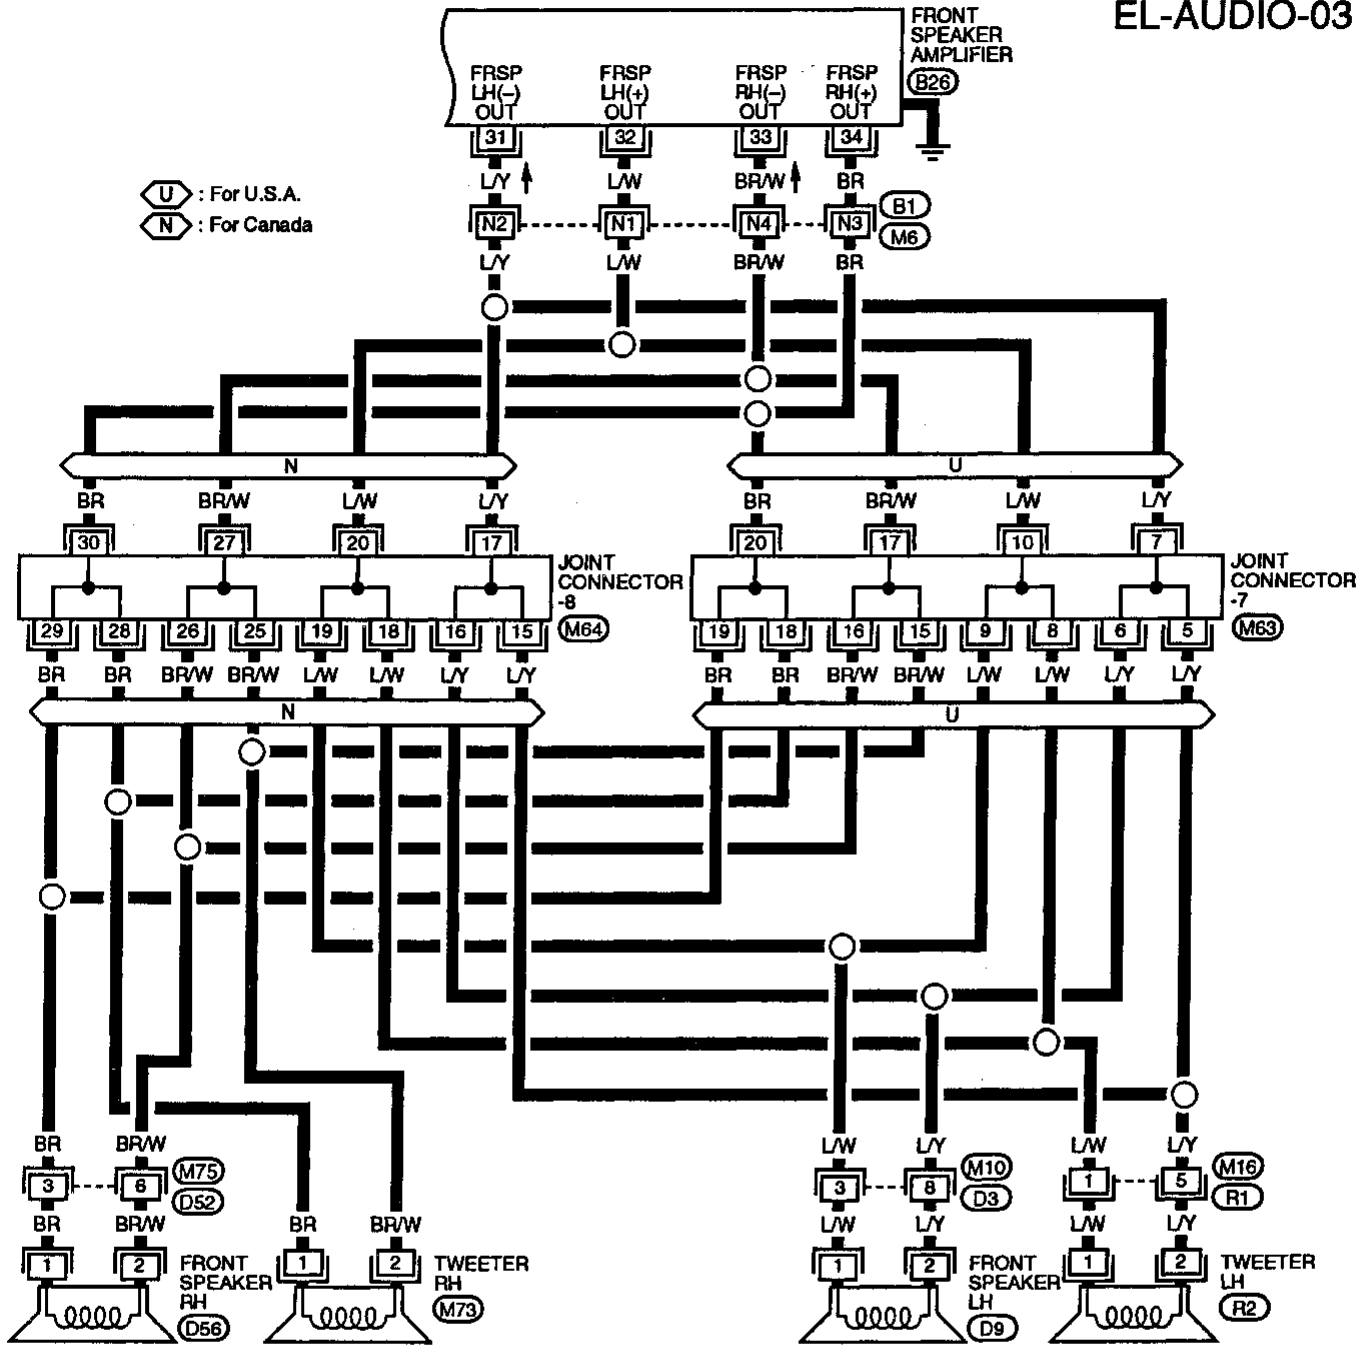 EL-AUDIO-03
FRONT
SPEAKER
AMPLIFIER
B26
FRSP FRSP FRSP FRSP
LH(–) LH(+) RH(–) RH(+)
OUT OUT OUT OUT
31 32 33 34
L/Y L/W BR/W BR
U : For U.S.A.
N : For Canada
N2 N1 N4 N3
B1
M6
L/Y L/W BR/W BR
N U
BR BR/W L/W L/Y BR BR/W L/W L/Y
30 27 20 17 20 17 10 7
JOINT
CONNECTOR
-8
M64
JOINT
CONNECTOR
-7
M63
29 28 26 25 19 18 16 15 19 18 16 15 9 8 6 5
BR BR BR/W BR/W L/W L/W L/Y L/Y BR BR BR/W BR/W L/W L/W L/Y L/Y
N U
BR BR/W L/W L/Y L/W L/Y
3 6 3 8 1 5
M75
D52
M10
D3
M16
R1
BR BR/W BR BR/W L/W L/Y L/W L/Y
1 2 1 2 1 2 1 2
FRONT
SPEAKER
RH
D56
TWEETER
RH
M73
FRONT
SPEAKER
LH
D9
TWEETER
LH
R2